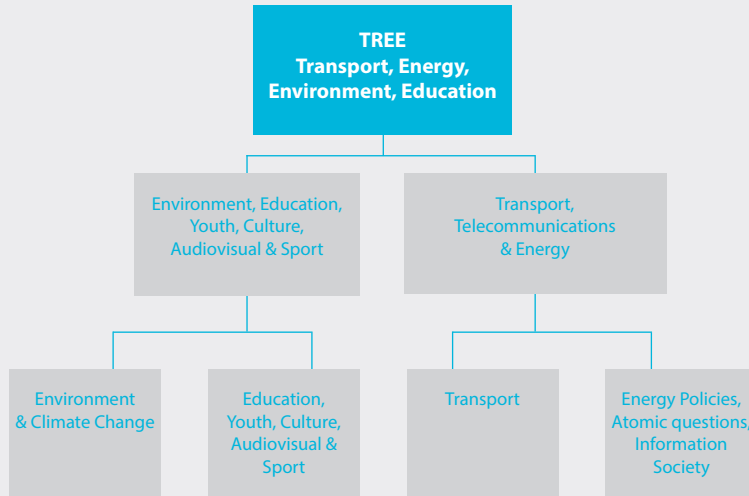 TREE
Transport, Energy,
Environment, Education
Environment, Education,
Youth, Culture,
Audiovisual & Sport
Transport,
Telecommunications
& Energy
Environment
& Climate Change
Education,
Youth, Culture,
Audiovisual &
Sport
Transport
Energy Policies,
Atomic questions,
Information
Society